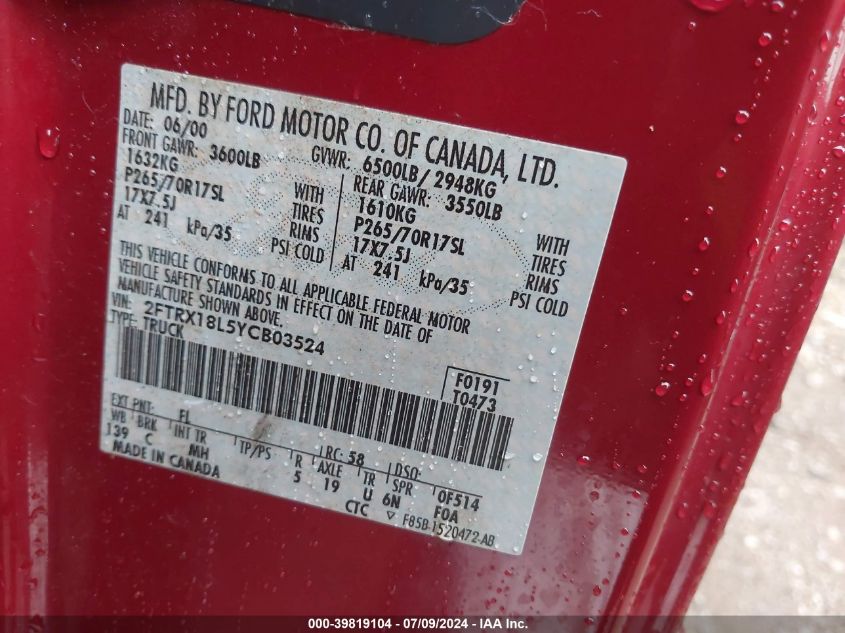 MFD. BY FORD MOTOR CO. OF CANADA, LTD.
DATE: 06/00 GVWR: 6500LB/ 2948KG
FRONT GAWR: 3600LB REAR GAWR: 3550LB
1632KG WITH 1610KG WITH
P265/70R17SL TIRES P265/70R17SL TIRES
17X7.5J RIMS 17X7.5J RIMS
AT 241 kPa/35 PSI COLD AT 241 kPa/35 PSI COLD
THIS VEHICLE CONFORMS TO ALL APPLICABLE FEDERAL MOTOR
VEHICLE SAFETY STANDARDS IN EFFECT ON THE DATE OF
MANUFACTURE SHOWN ABOVE.
VIN: 2FTRX18L5YCB03524
TYPE: TRUCK
F0191
T0473
EXT PNT: FL RC: 58 DSO:
WB BRK INT TR TP/PS R AXLE TR SPR 0F514
139 C MH 5 19 U 6N FOA
MADE IN CANADA CTC ▽ F85B-1520472-AB
000-39819104 / 07/09/2024 - IAA Inc.